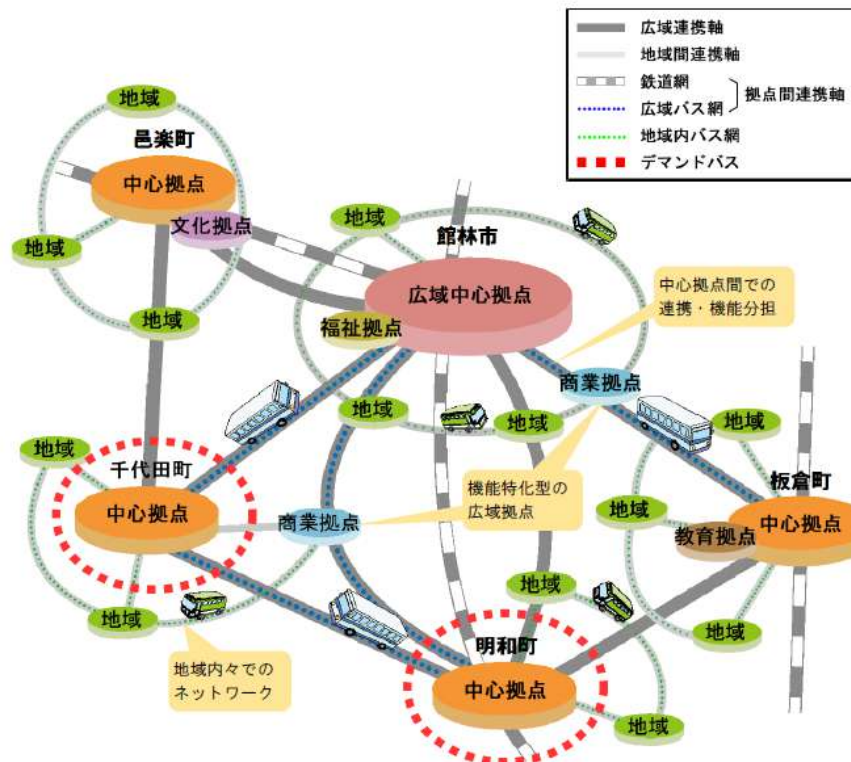 広域連携軸
地域間連携軸
鉄道網
広域バス網
拠点間連携軸
地域内バス網
デマンドバス
地域
邑楽町
中心拠点
文化拠点
地域
地域
地域
館林市
広域中心拠点
福祉拠点
中心拠点間での
連携・機能分担
商業拠点
地域
地域
地域
地域
千代田町
中心拠点
商業拠点
機能特化型の
広域拠点
板倉町
地域
中心拠点
教育拠点
地域
地域
地域
地域内々での
ネットワーク
明和町
中心拠点
地域